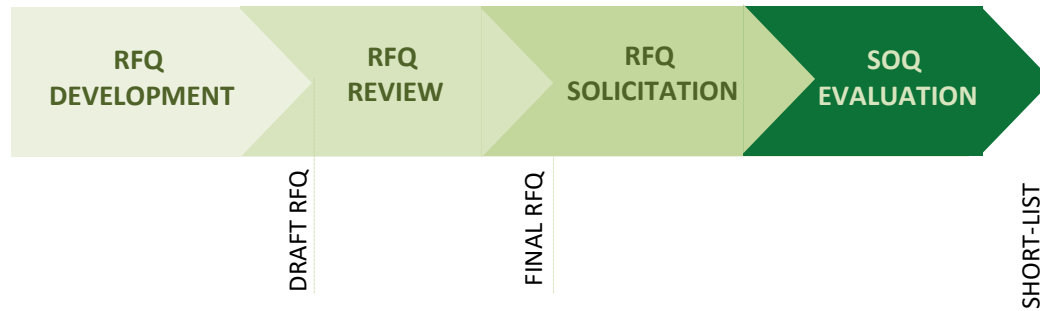 RFQ
DEVELOPMENT
RFQ
REVIEW
RFQ
SOLICITATION
SOQ
EVALUATION
DRAFT RFQ
FINAL RFQ
SHORT-LIST